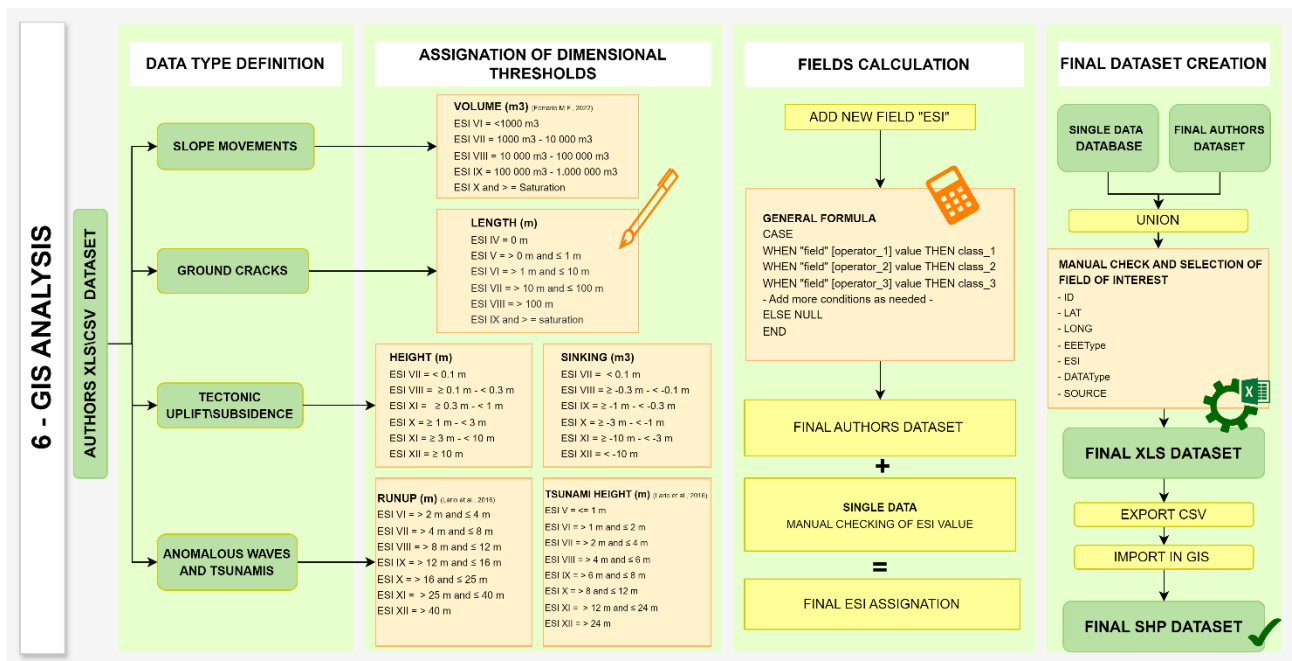 6 - GIS ANALYSIS
AUTHORS XLS\CSV DATASET
DATA TYPE DEFINITION
SLOPE MOVEMENTS
GROUND CRACKS
TECTONIC
UPLIFT\SUBSIDENCE
ANOMALOUS WAVES
AND TSUNAMIS
ASSIGNATION OF DIMENSIONAL
THRESHOLDS
VOLUME (m3) (Ferrario M.F., 2022)
ESI VI = <1000 m3
ESI VII = 1000 m3 - 10 000 m3
ESI VIII = 10 000 m3 - 100 000 m3
ESI IX = 100 000 m3 - 1.000 000 m3
ESI X and > = Saturation
LENGTH (m)
ESI IV = 0 m
ESI V = > 0 m and ≤ 1 m
ESI VI = > 1 m and ≤ 10 m
ESI VII = > 10 m and ≤ 100 m
ESI VIII = > 100 m
ESI IX and > = saturation
HEIGHT (m)
ESI VII = < 0.1 m
ESI VIII = ≥ 0.1 m - < 0.3 m
ESI XI = ≥ 0.3 m - < 1 m
ESI X = ≥ 1 m - < 3 m
ESI XI = ≥ 3 m - < 10 m
ESI XII = ≥ 10 m
SINKING (m3)
ESI VII = < 0.1 m
ESI VIII = ≥ -0.3 m - < -0.1 m
ESI IX = ≥ -1 m - < -0.3 m
ESI X = ≥ -3 m - < -1 m
ESI XI = ≥ -10 m - < -3 m
ESI XII = < -10 m
RUNUP (m) (Lario et al., 2016)
ESI VI = > 2 m and ≤ 4 m
ESI VII = > 4 m and ≤ 8 m
ESI VIII = > 8 m and ≤ 12 m
ESI IX = > 12 m and ≤ 16 m
ESI X = > 16 and ≤ 25 m
ESI XI = > 25 m and ≤ 40 m
ESI XII = > 40 m
TSUNAMI HEIGHT (m) (Lario et al., 2016)
ESI V = <= 1 m
ESI VI = > 1 m and ≤ 2 m
ESI VII = > 2 m and ≤ 4 m
ESI VIII = > 4 m and ≤ 6 m
ESI IX = > 6 m and ≤ 8 m
ESI X = > 8 and ≤ 12 m
ESI XI = > 12 m and ≤ 24 m
ESI XII = > 24 m
FIELDS CALCULATION
ADD NEW FIELD "ESI"
GENERAL FORMULA
CASE
WHEN "field" [operator_1] value THEN class_1
WHEN "field" [operator_2] value THEN class_2
WHEN "field" [operator_3] value THEN class_3
- Add more conditions as needed -
ELSE NULL
END
FINAL AUTHORS DATASET
+
SINGLE DATA
MANUAL CHECKING OF ESI VALUE
=
FINAL ESI ASSIGNATION
FINAL DATASET CREATION
SINGLE DATA
DATABASE
FINAL AUTHORS
DATASET
UNION
MANUAL CHECK AND SELECTION OF
FIELD OF INTEREST
- ID
- LAT
- LONG
- EEEType
- ESI
- DATAType
- SOURCE
X
FINAL XLS DATASET
EXPORT CSV
IMPORT IN GIS
FINAL SHP DATASET